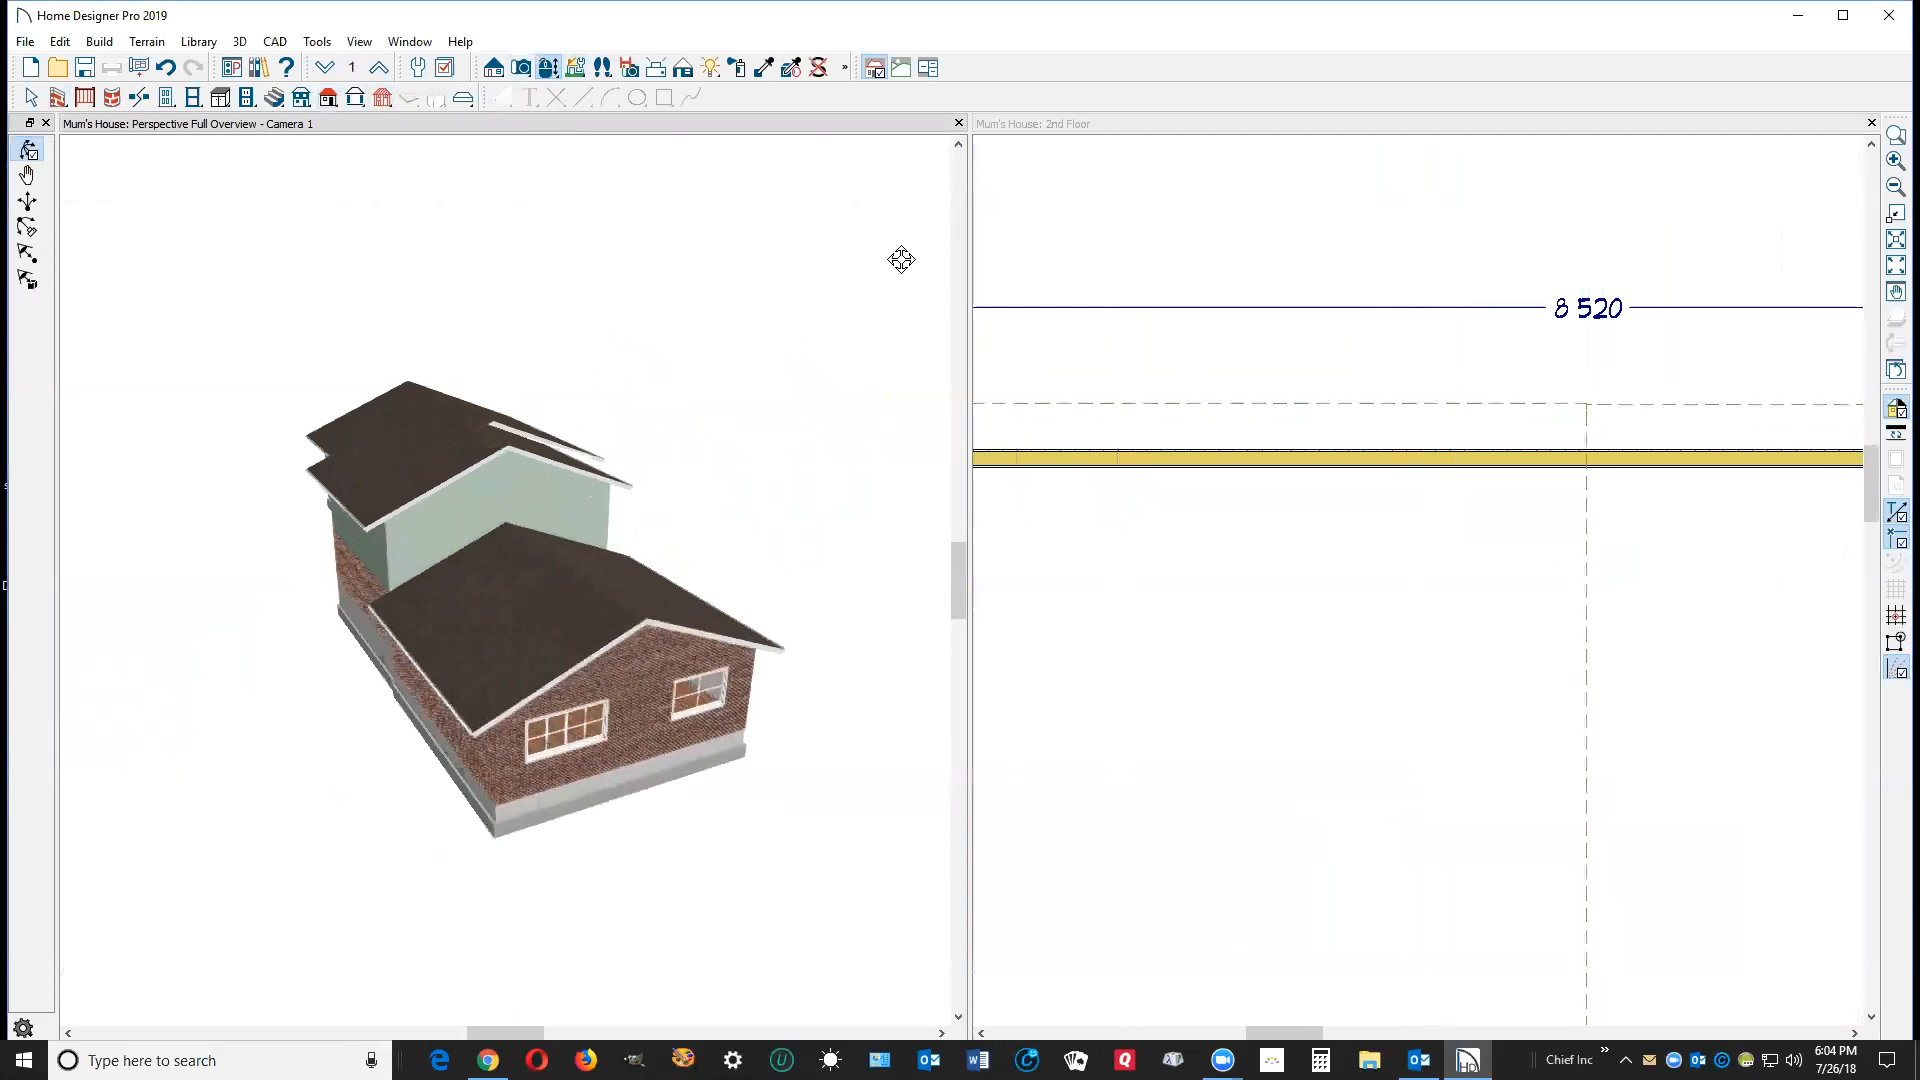 Home Designer Pro 2019
File Edit Build Terrain Library 3D CAD Tools View Window Help
1
Mum's House: Perspective Full Overview - Camera 1
Mum's House: 2nd Floor
8 520
Type here to search
Chief Inc
6:04 PM
7/26/18